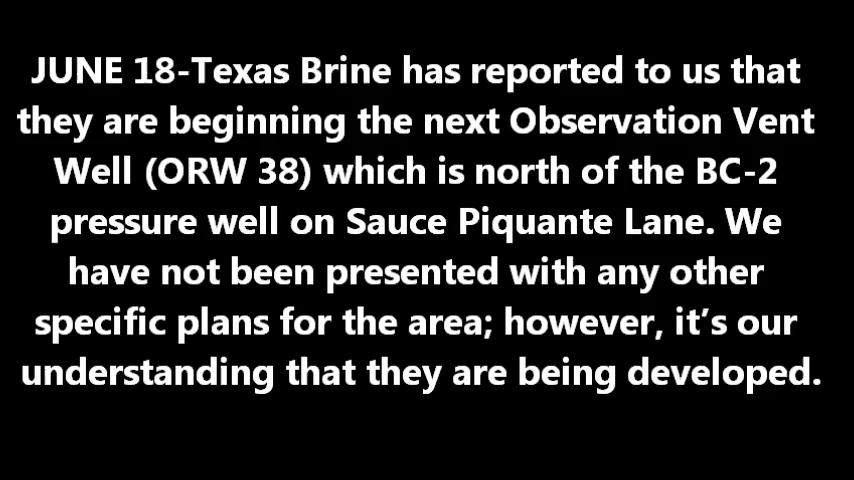 JUNE 18-Texas Brine has reported to us that
they are beginning the next Observation Vent
Well (ORW 38) which is north of the BC-2
pressure well on Sauce Piquante Lane. We
have not been presented with any other
specific plans for the area; however, it’s our
understanding that they are being developed.